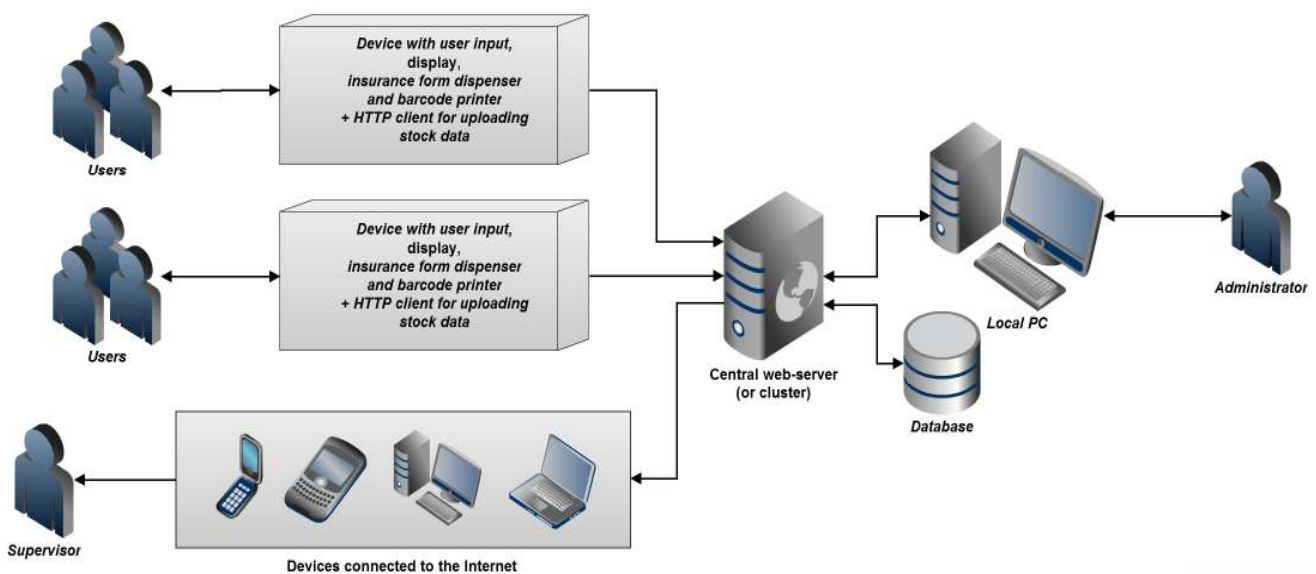 Device with user input,
display,
insurance form dispenser
and barcode printer
+ HTTP client for uploading
stock data
Users
Device with user input,
display,
insurance form dispenser
and barcode printer
+ HTTP client for uploading
stock data
Users
Central web-server
(or cluster)
Local PC
Administrator
Database
Supervisor
Devices connected to the Internet